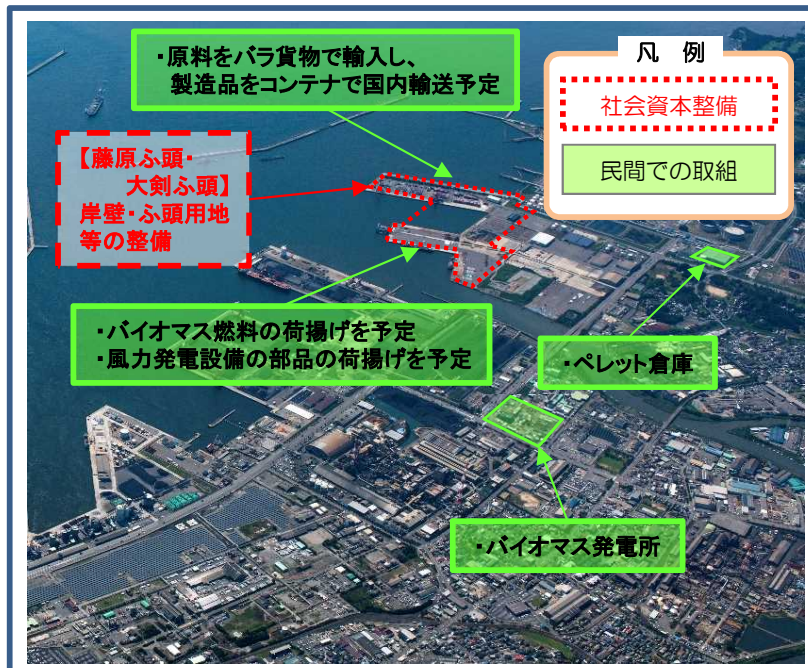 ・原料をバラ貨物で輸入し、
製造品をコンテナで国内輸送予定
凡 例
社会資本整備
民間での取組
【藤原ふ頭・
大剣ふ頭】
岸壁・ふ頭用地
等の整備
・バイオマス燃料の荷揚げを予定
・風力発電設備の部品の荷揚げを予定
・ペレット倉庫
・バイオマス発電所